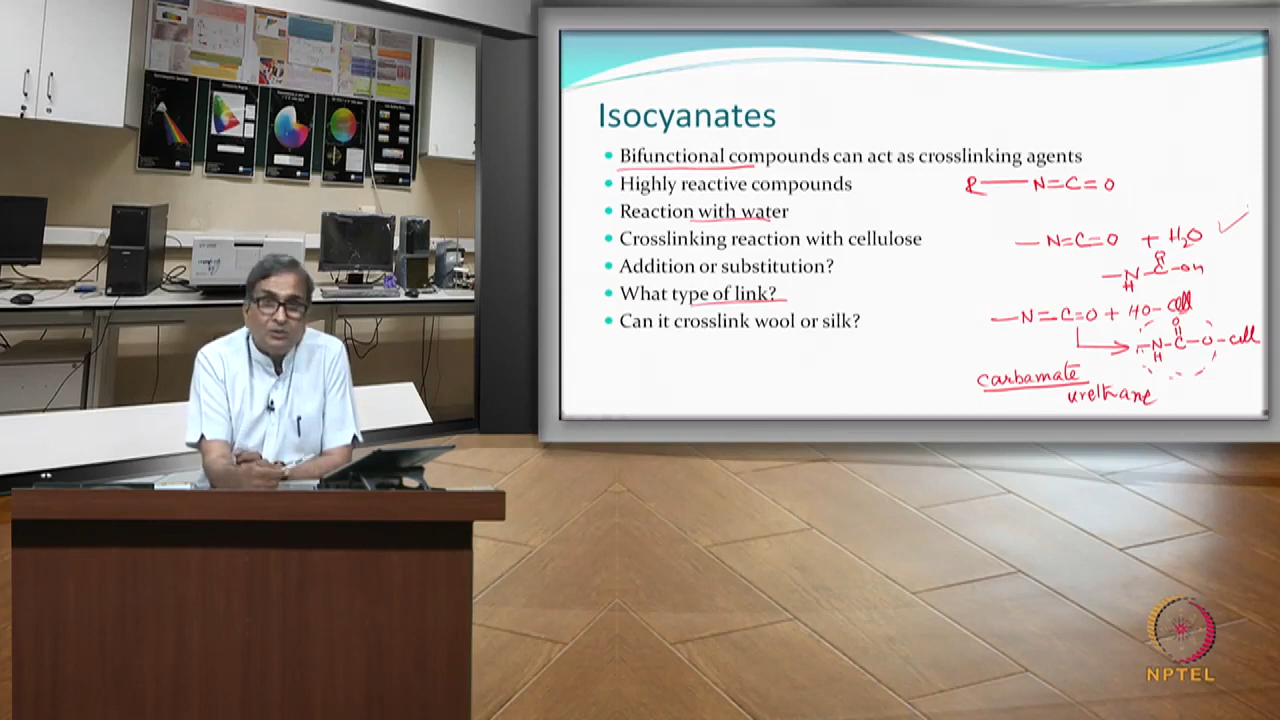 Isocyanates
Bifunctional compounds can act as crosslinking agents
Highly reactive compounds
Reaction with water
Crosslinking reaction with cellulose
Addition or substitution?
What type of link?
Can it crosslink wool or silk?
R—N=C=O
—N=C=O + H₂O
O
—N—C—OH
H
—N=C=O + HO-Cell
O
—N—C—O—Cell
H
carbamate
urethane
NPTEL